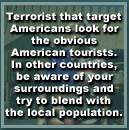 Terrorist that target
Americans look for
the obvious
American tourists.
In other countries,
be aware of your
surroundings and
try to blend with
the local population.